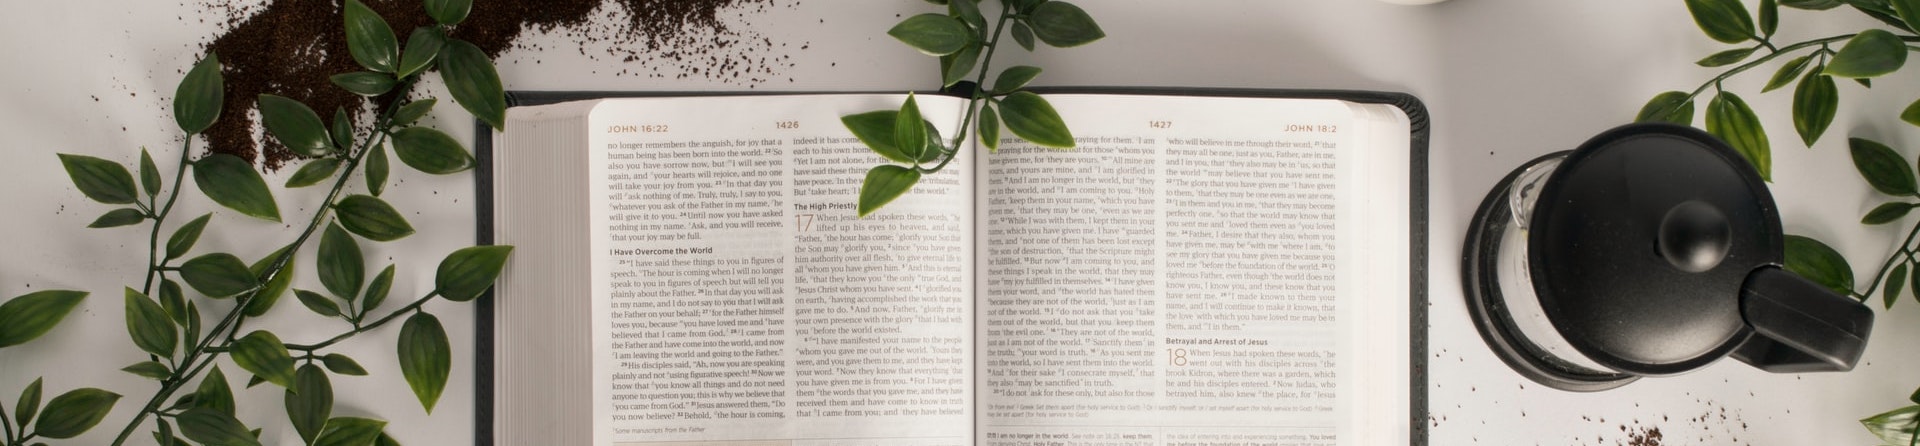 JOHN 16:22
1426
no longer remembers the anguish, for joy that a
human being has been born into the world. 22 So
also you have sorrow now, but I will see you
again, and your hearts will rejoice, and no one
will take your joy from you. 23 In that day you
will ask nothing of me. Truly, truly, I say to you,
whatever you ask of the Father in my name, he
will give it to you. 24 Until now you have asked
nothing in my name. Ask, and you will receive,
that your joy may be full.
I Have Overcome the World
25 "I have said these things to you in figures of
speech. The hour is coming when I will no longer
speak to you in figures of speech but will tell you
plainly about the Father. 26 In that day you will ask
in my name, and I do not say to you that I will ask
the Father on your behalf; 27 for the Father himself
loves you, because you have loved me and have
believed that I came from God. 28 I came from
the Father and have come into the world, and now
I am leaving the world and going to the Father."
29 His disciples said, "Ah, now you are speaking
plainly and not using figurative speech! 30 Now we
know that you know all things and do not need
anyone to question you; this is why we believe that
you came from God." 31 Jesus answered them, "Do
you now believe? 32 Behold, the hour is coming,
Some manuscripts from the Father
indeed it has come
each to his own home
Yet I am not alone, for the
have said these things
have peace. In the tribulation.
But take heart; the world."
The High Priestly
17 When Jesus had spoken these words, he
lifted up his eyes to heaven, and said,
"Father, the hour has come; glorify your Son that
the Son may glorify you, 2 since you have given
him authority over all flesh, to give eternal life to
all whom you have given him. 3 And this is eternal
life, that they know you the only true God, and
Jesus Christ whom you have sent. 4 I glorified you
on earth, having accomplished the work that you
gave me to do. 5 And now, Father, glorify me in
your own presence with the glory that I had with
you before the world existed.
6 "I have manifested your name to the people
whom you gave me out of the world. Yours they
were, and you gave them to me, and they have kept
your word. 7 Now they know that everything that
you have given me is from you. 8 For I have given
them the words that you gave me, and they have
received them and have come to know in truth
that I came from you; and they have believed
1427
JOHN 18:2
you praying for them. I am
praying for the world but for those whom you
have given me, for they are yours. 10 All mine are
yours, and yours are mine, and I am glorified in
them. 11 And I am no longer in the world, but they
are in the world, and I am coming to you. Holy
Father, keep them in your name, which you have
given me, that they may be one, even as we are
one. 12 While I was with them, I kept them in your
name, which you have given me. I have guarded
them, and not one of them has been lost except
the son of destruction, that the Scripture might
be fulfilled. 13 But now I am coming to you, and
these things I speak in the world, that they may
have my joy fulfilled in themselves. 14 I have given
them your word, and the world has hated them
because they are not of the world, just as I am
not of the world. 15 I do not ask that you take
them out of the world, but that you keep them
from the evil one. 16 They are not of the world,
just as I am not of the world. 17 Sanctify them in
the truth; your word is truth. 18 As you sent me
into the world, so I have sent them into the world.
19 And for their sake I consecrate myself, that
they also may be sanctified in truth.
20 "I do not ask for these only, but also for those
who will believe in me through their word, 21 that
they may all be one, just as you, Father, are in me,
and I in you, that they also may be in us, so that
the world may believe that you have sent me.
22 The glory that you have given me I have given
to them, that they may be one even as we are one,
23 I in them and you in me, that they may become
perfectly one, so that the world may know that
you sent me and loved them even as you loved
me. 24 Father, I desire that they also, whom you
have given me, may be with me where I am, to
see my glory that you have given me because you
loved me before the foundation of the world. 25 O
righteous Father, even though the world does not
know you, I know you, and these know that you
have sent me. 26 I made known to them your
name, and I will continue to make it known, that
the love with which you have loved me may be in
them, and I in them."
Betrayal and Arrest of Jesus
18 When Jesus had spoken these words, he
went out with his disciples across the
brook Kidron, where there was a garden, which
he and his disciples entered. 2 Now Judas, who
betrayed him, also knew the place, for Jesus